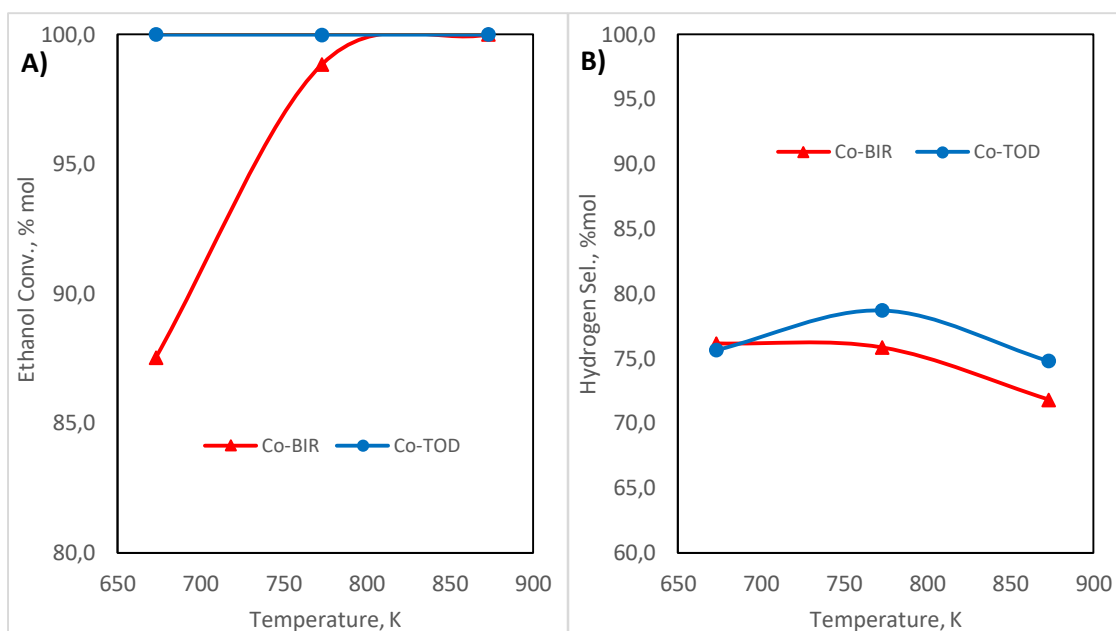 A)
Ethanol Conv., % mol
100,0
95,0
90,0
85,0
80,0
Co-BIR Co-TOD
650 700 750 800 850 900
Temperature, K
B)
Hydrogen Sel., %mol
100,0
95,0
90,0
85,0
80,0
75,0
70,0
65,0
60,0
Co-BIR Co-TOD
650 700 750 800 850 900
Temperature, K